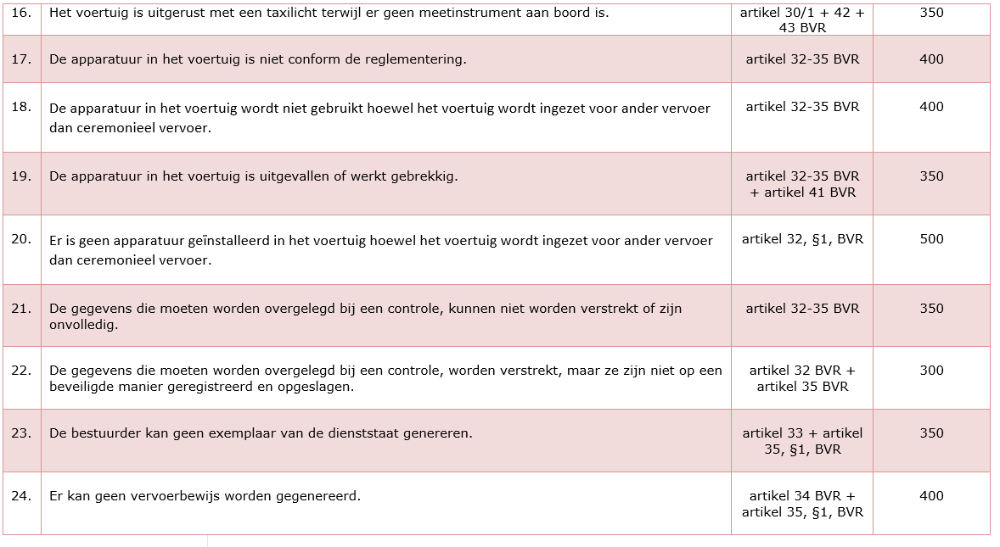 16. Het voertuig is uitgerust met een taxilicht terwijl er geen meetinstrument aan boord is. artikel 30/1 + 42 + 350
43 BVR
17. De apparatuur in het voertuig is niet conform de reglementering. artikel 32-35 BVR 400
18. De apparatuur in het voertuig wordt niet gebruikt hoewel het voertuig wordt ingezet voor ander vervoer artikel 32-35 BVR 400
dan ceremonieel vervoer.
19. De apparatuur in het voertuig is uitgevallen of werkt gebrekkig. artikel 32-35 BVR 350
+ artikel 41 BVR
20. Er is geen apparatuur geïnstalleerd in het voertuig hoewel het voertuig wordt ingezet voor ander vervoer artikel 32, §1, BVR 500
dan ceremonieel vervoer.
21. De gegevens die moeten worden overgelegd bij een controle, kunnen niet worden verstrekt of zijn artikel 32-35 BVR 350
onvolledig.
22. De gegevens die moeten worden overgelegd bij een controle, worden verstrekt, maar ze zijn niet op een artikel 32 BVR + 300
beveiligde manier geregistreerd en opgeslagen. artikel 35 BVR
23. De bestuurder kan geen exemplaar van de dienststaat genereren. artikel 33 + artikel 350
35, §1, BVR
24. Er kan geen vervoerbewijs worden gegenereerd. artikel 34 BVR + 400
artikel 35, §1, BVR